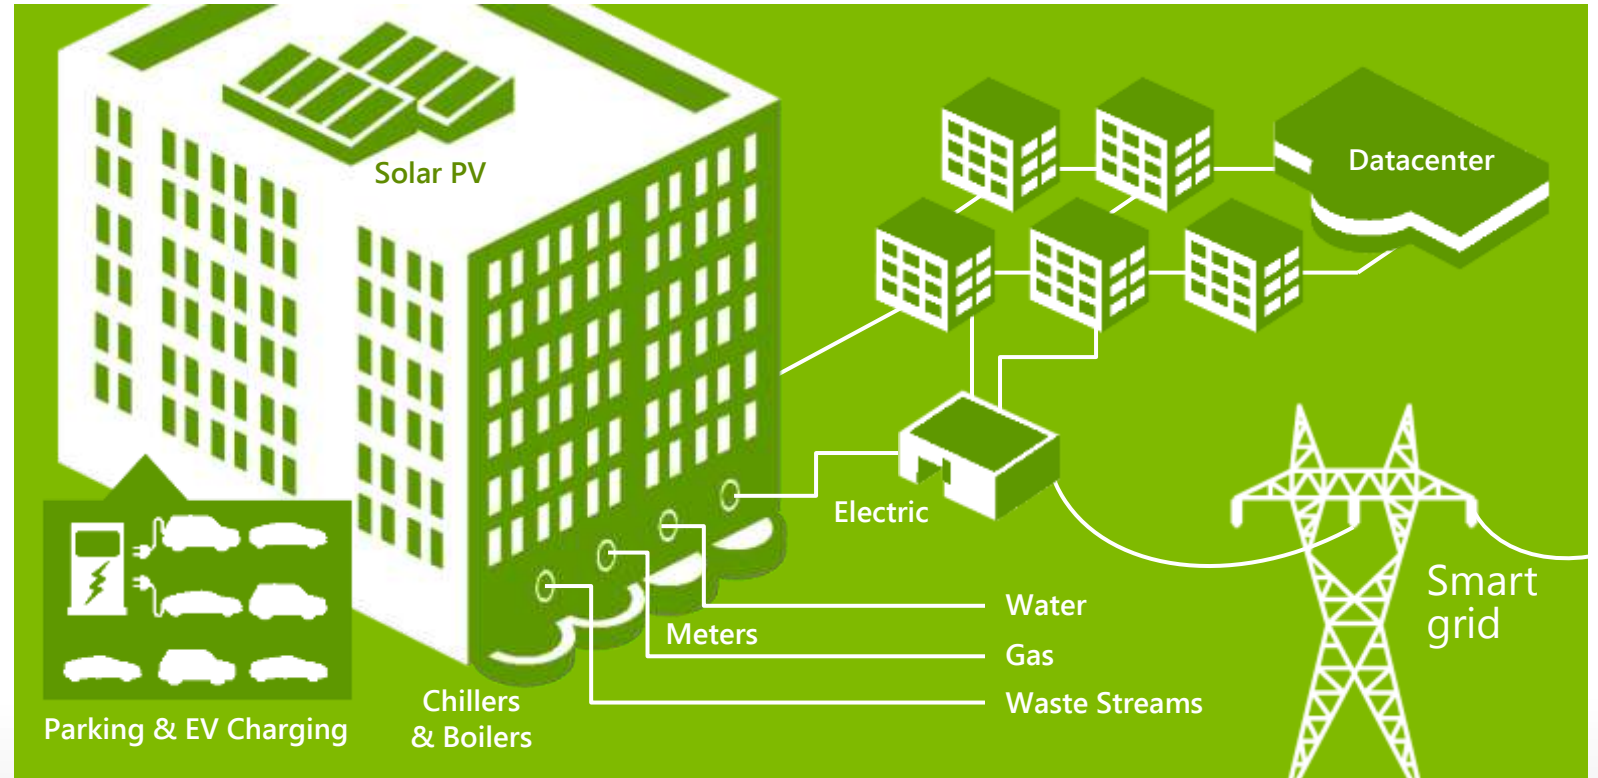 Solar PV
Datacenter
Electric
Smart
grid
Water
Meters
Gas
Waste Streams
Chillers
& Boilers
Parking & EV Charging